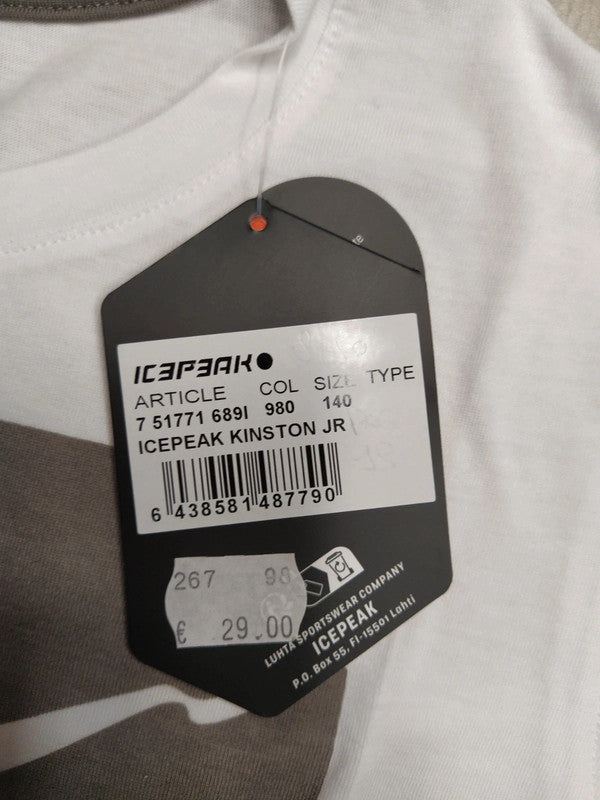 te
ICEPEAK
ARTICLE COL SIZE TYPE
7 51771 689I 980 140
ICEPEAK KINSTON JR
6 438581 487790
267 98
€ 29.00
LUHTA SPORTSWEAR COMPANY
ICEPEAK
P.O. Box 55, FI-15501 Lahti